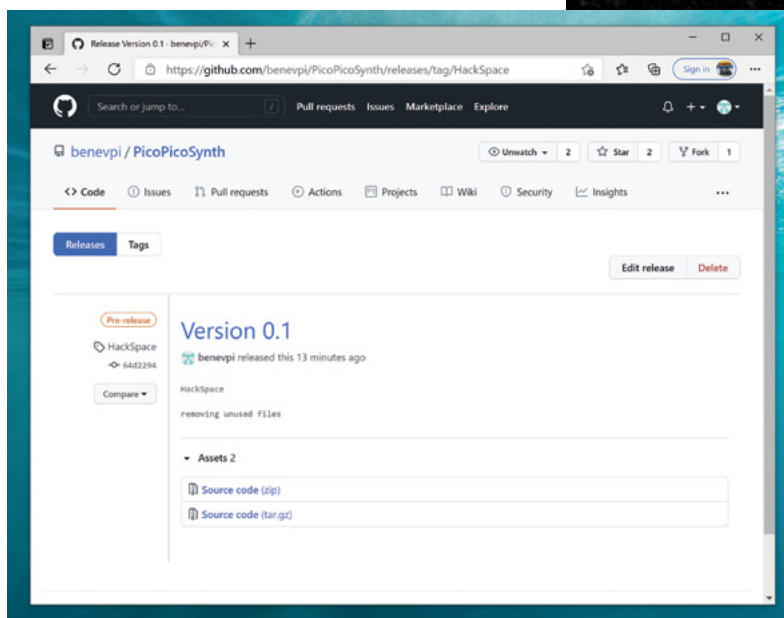 Release Version 0.1 · benevpi/Pic
https://github.com/benevpi/PicoPicoSynth/releases/tag/HackSpace
Sign in
Search or jump to...
/
Pull requests Issues Marketplace Explore
benevpi / PicoPicoSynth
Unwatch 2 Star 2 Fork 1
Code Issues Pull requests Actions Projects Wiki Security Insights
Releases Tags
Edit release Delete
Pre-release
HackSpace
64d2294
Compare
Version 0.1
benevpi released this 13 minutes ago
HackSpace
removing unused files
Assets 2
Source code (zip)
Source code (tar.gz)